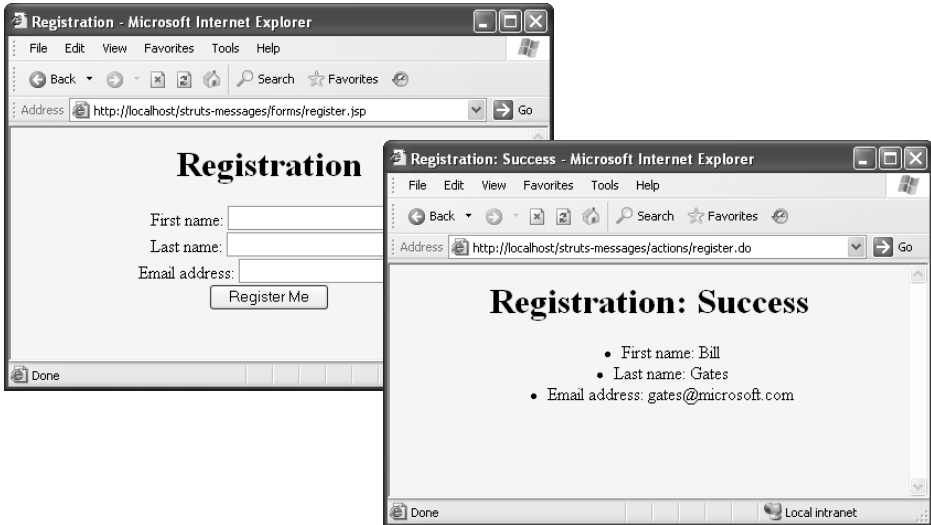 Registration - Microsoft Internet Explorer
File Edit View Favorites Tools Help
Back Search Favorites
Address http://localhost/struts-messages/forms/register.jsp Go
Registration
First name:
Last name:
Email address:
Register Me
Done
Registration: Success - Microsoft Internet Explorer
File Edit View Favorites Tools Help
Back Search Favorites
Address http://localhost/struts-messages/actions/register.do Go
Registration: Success
• First name: Bill
• Last name: Gates
• Email address: gates@microsoft.com
Done Local intranet